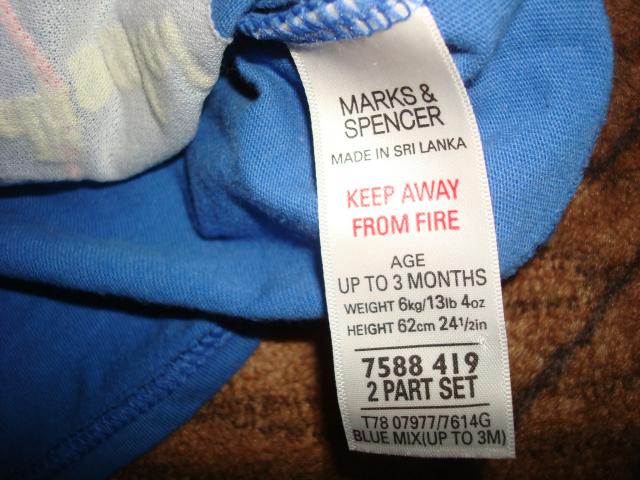 MARKS &
SPENCER
MADE IN SRI LANKA
KEEP AWAY
FROM FIRE
AGE
UP TO 3 MONTHS
WEIGHT 6kg/13lb 4oz
HEIGHT 62cm 24½in
7588 419
2 PART SET
T78 07977/7614G
BLUE MIX(UP TO 3M)